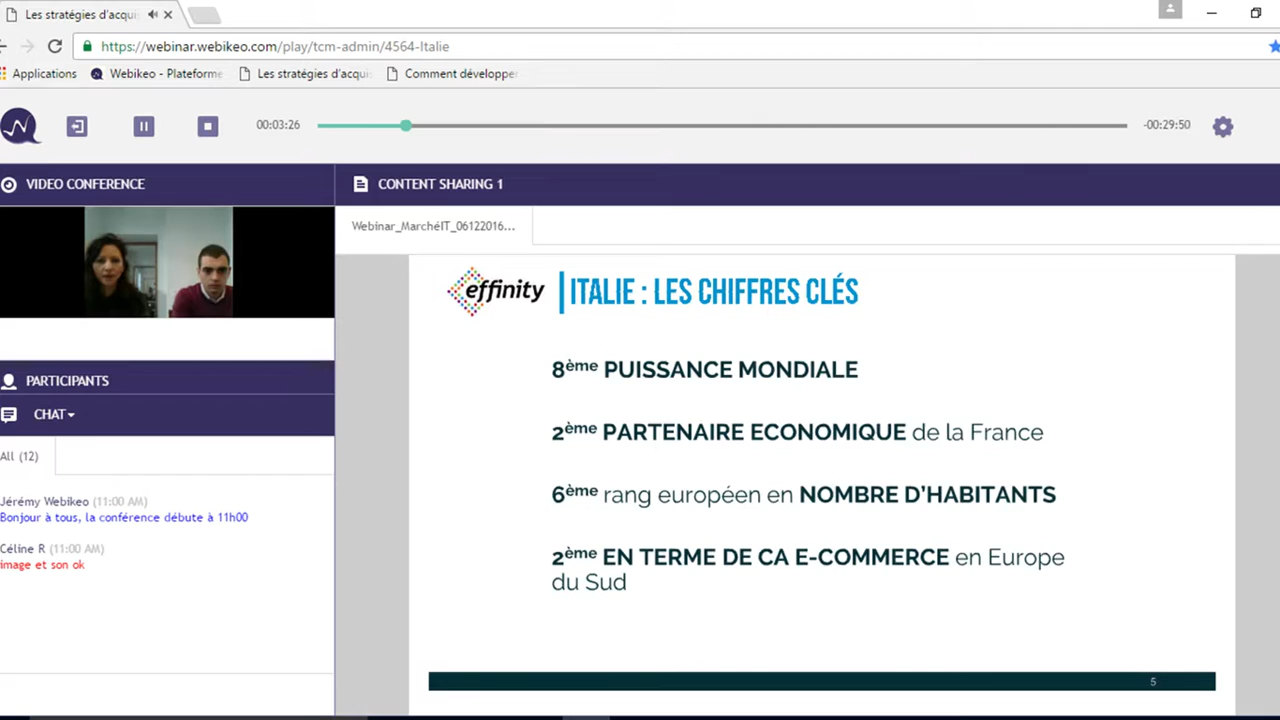 Les stratégies d'acqui
https://webinar.webikeo.com/play/tcm-admin/4564-Italie
Applications
Webikeo - Plateforme
Les stratégies d'acqui
Comment développer
00:03:26
-00:29:50
VIDEO CONFERENCE
CONTENT SHARING 1
Webinar_MarchéIT_06122016...
effinity
ITALIE : LES CHIFFRES CLÉS
8ème PUISSANCE MONDIALE
2ème PARTENAIRE ECONOMIQUE de la France
6ème rang européen en NOMBRE D'HABITANTS
2ème EN TERME DE CA E-COMMERCE en Europe
du Sud
5
PARTICIPANTS
CHAT
All (12)
Jérémy Webikeo (11:00 AM)
Bonjour à tous, la conférence débute à 11h00
Céline R (11:00 AM)
image et son ok